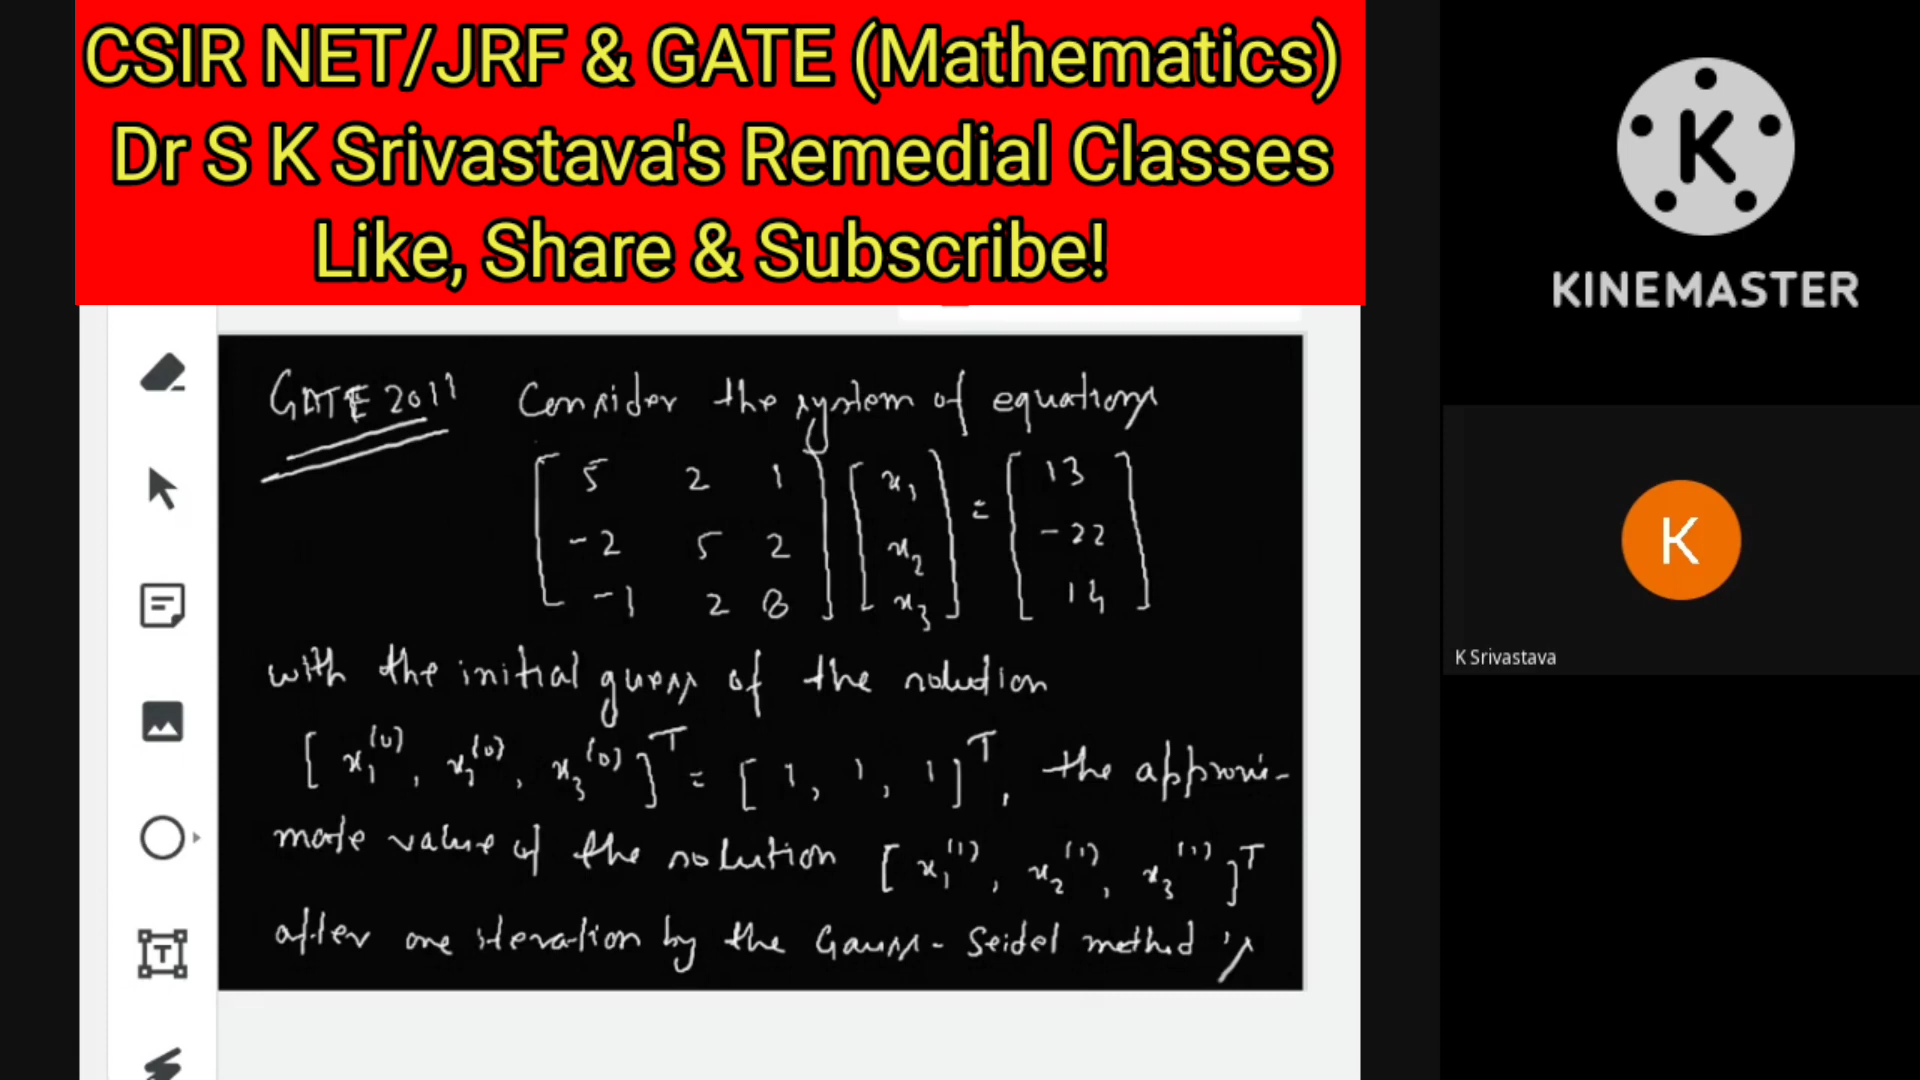 CSIR NET/JRF & GATE (Mathematics)
Dr S K Srivastava's Remedial Classes
Like, Share & Subscribe!
K
KINEMASTER
GATE 2011 Consider the system of equations
[ 5 2 1 ] [ x₁ ] = [ 13 ]
[ -2 5 2 ] [ x₂ ] [ -22 ]
[ -1 2 8 ] [ x₃ ] [ 14 ]
with the initial guess of the solution
[ x₁⁽⁰⁾, x₂⁽⁰⁾, x₃⁽⁰⁾ ]ᵀ = [ 1, 1, 1 ]ᵀ, the approxi-
mate value of the solution [ x₁⁽¹⁾, x₂⁽¹⁾, x₃⁽¹⁾ ]ᵀ
after one iteration by the Gauss-Seidel method is
T
K
K Srivastava